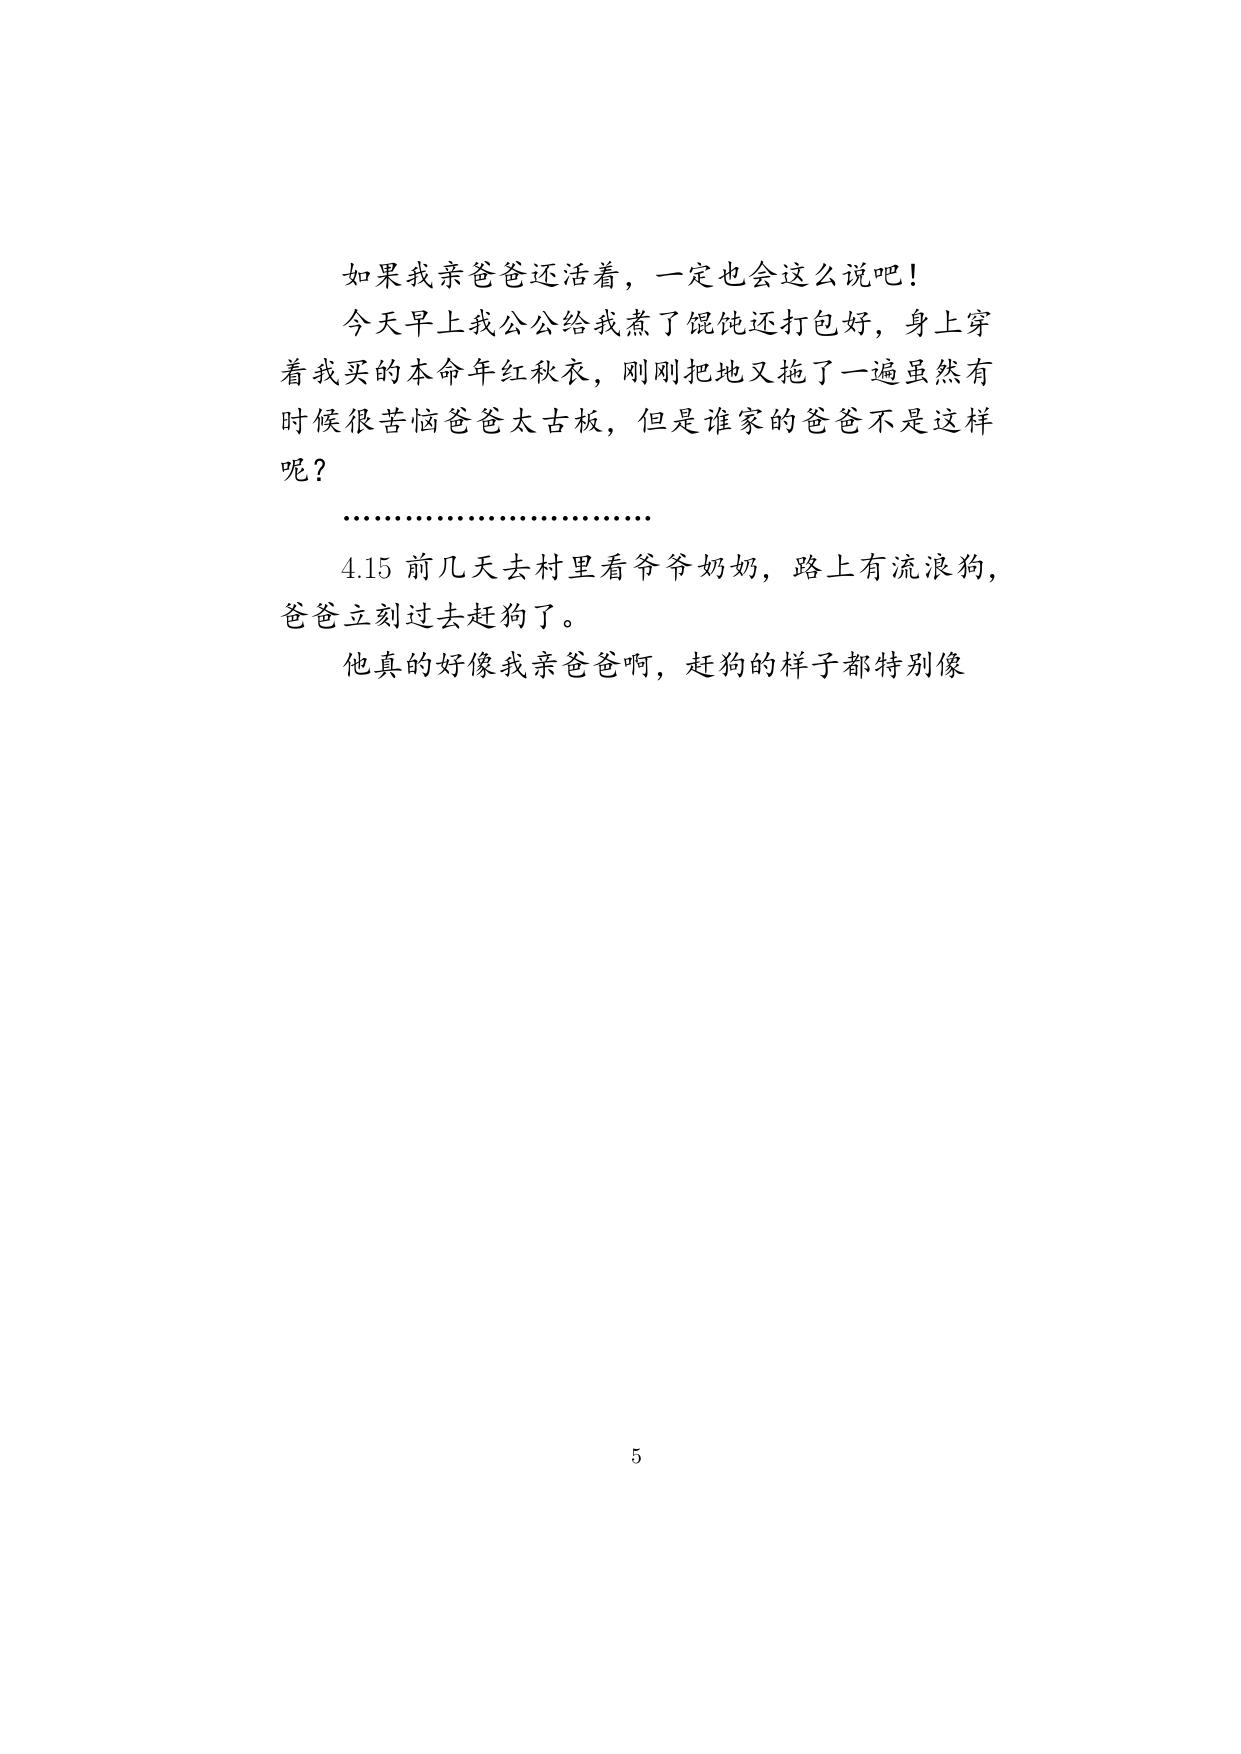 如果我亲爸爸还活着，一定也会这么说吧！
今天早上我公公给我煮了馄饨还打包好，身上穿
着我买的本命年红秋衣，刚刚把地又拖了一遍虽然有
时候很苦恼爸爸太古板，但是谁家的爸爸不是这样
呢？
…………………………
4.15 前几天去村里看爷爷奶奶，路上有流浪狗，
爸爸立刻过去赶狗了。
他真的好像我亲爸爸啊，赶狗的样子都特别像
5